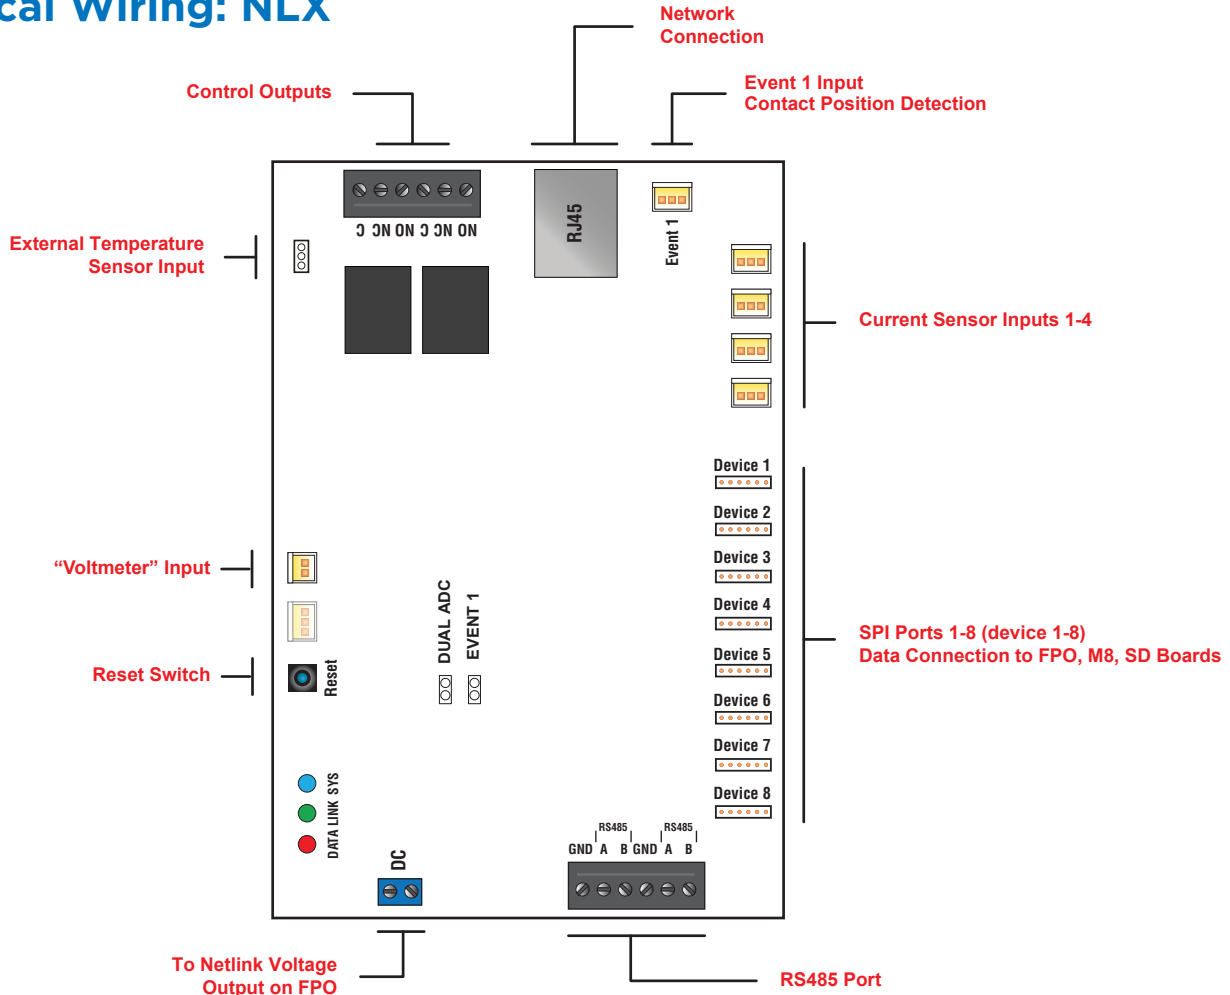 cal Wiring: NLX
Network
Connection
Control Outputs
Event 1 Input
Contact Position Detection
RJ45
Event 1
C NC NO C NC NO
External Temperature
Sensor Input
Current Sensor Inputs 1-4
Device 1
Device 2
Device 3
Device 4
Device 5
Device 6
Device 7
Device 8
“Voltmeter” Input
DUAL ADC
EVENT 1
SPI Ports 1-8 (device 1-8)
Data Connection to FPO, M8, SD Boards
Reset Switch
Reset
DATA LINK SYS
RS485 RS485
GND A B GND A B
DC
To Netlink Voltage
Output on FPO
RS485 Port